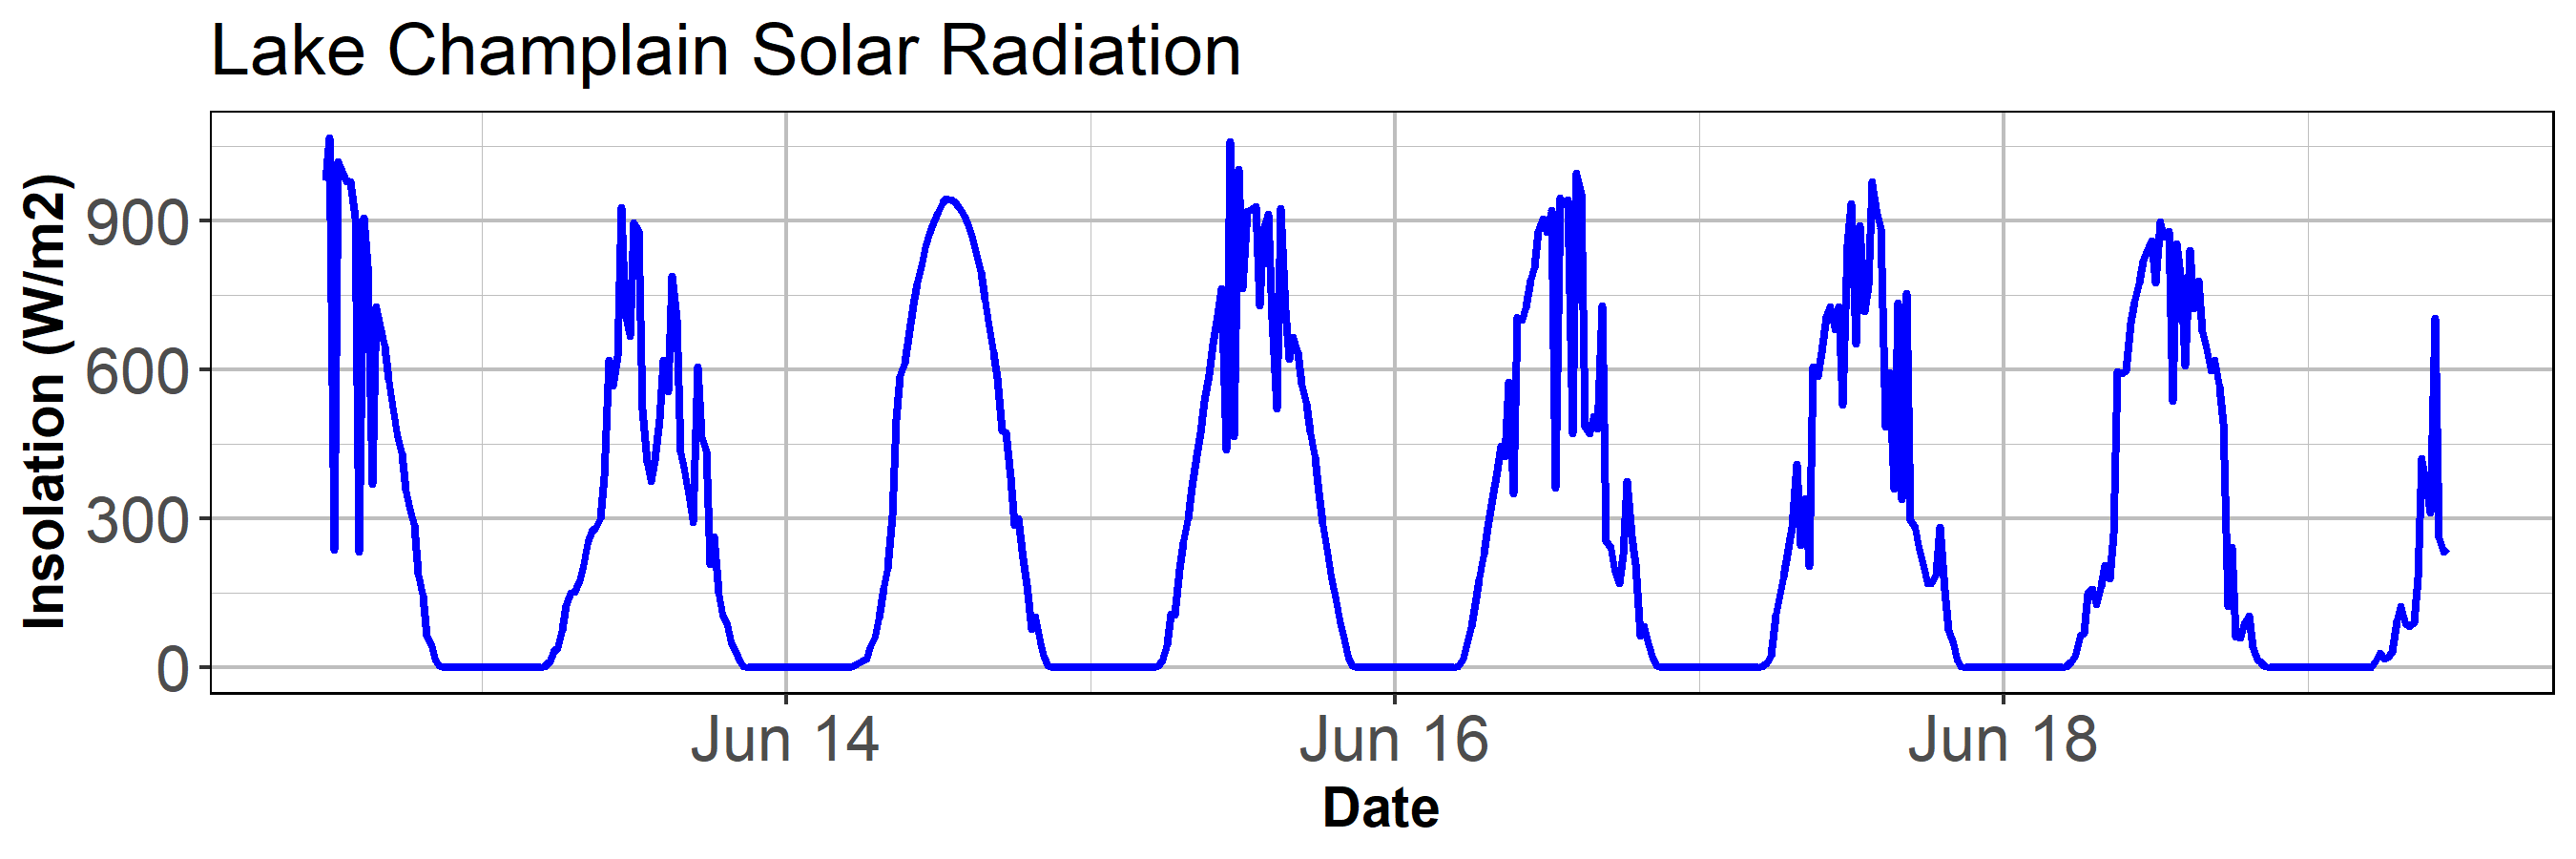 Lake Champlain Solar Radiation
Insolation (W/m2)
900
600
300
0
Jun 14
Jun 16
Jun 18
Date